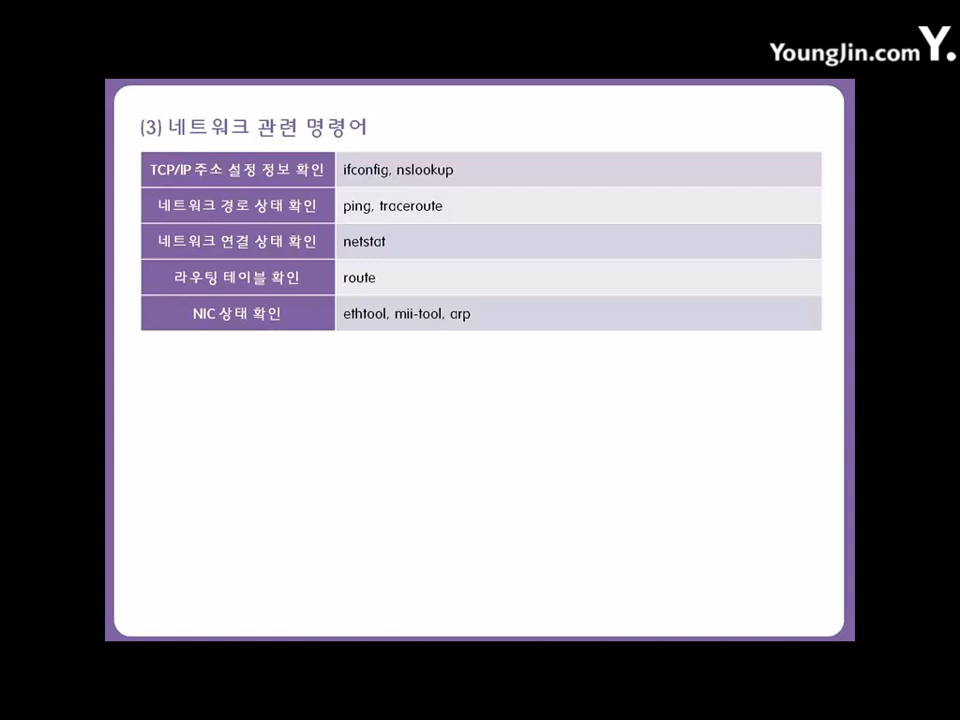 YoungJin.com Y.
(3) 네트워크 관련 명령어
TCP/IP 주소 설정 정보 확인 ifconfig, nslookup
네트워크 경로 상태 확인 ping, traceroute
네트워크 연결 상태 확인 netstat
라우팅 테이블 확인 route
NIC 상태 확인 ethtool, mii-tool, arp